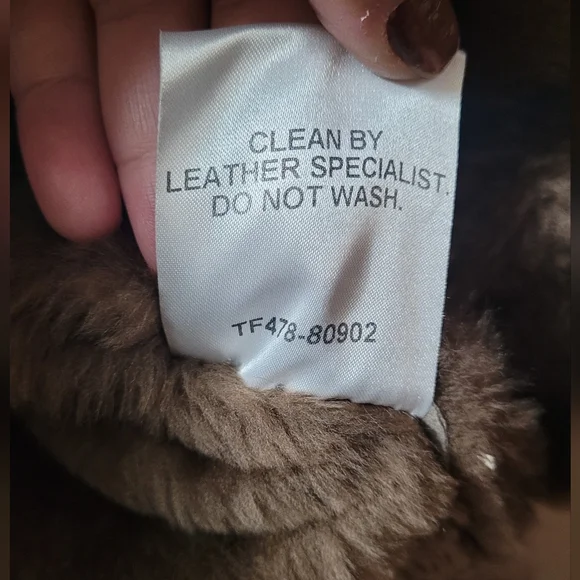 CLEAN BY
LEATHER SPECIALIST.
DO NOT WASH.
TF478-80902